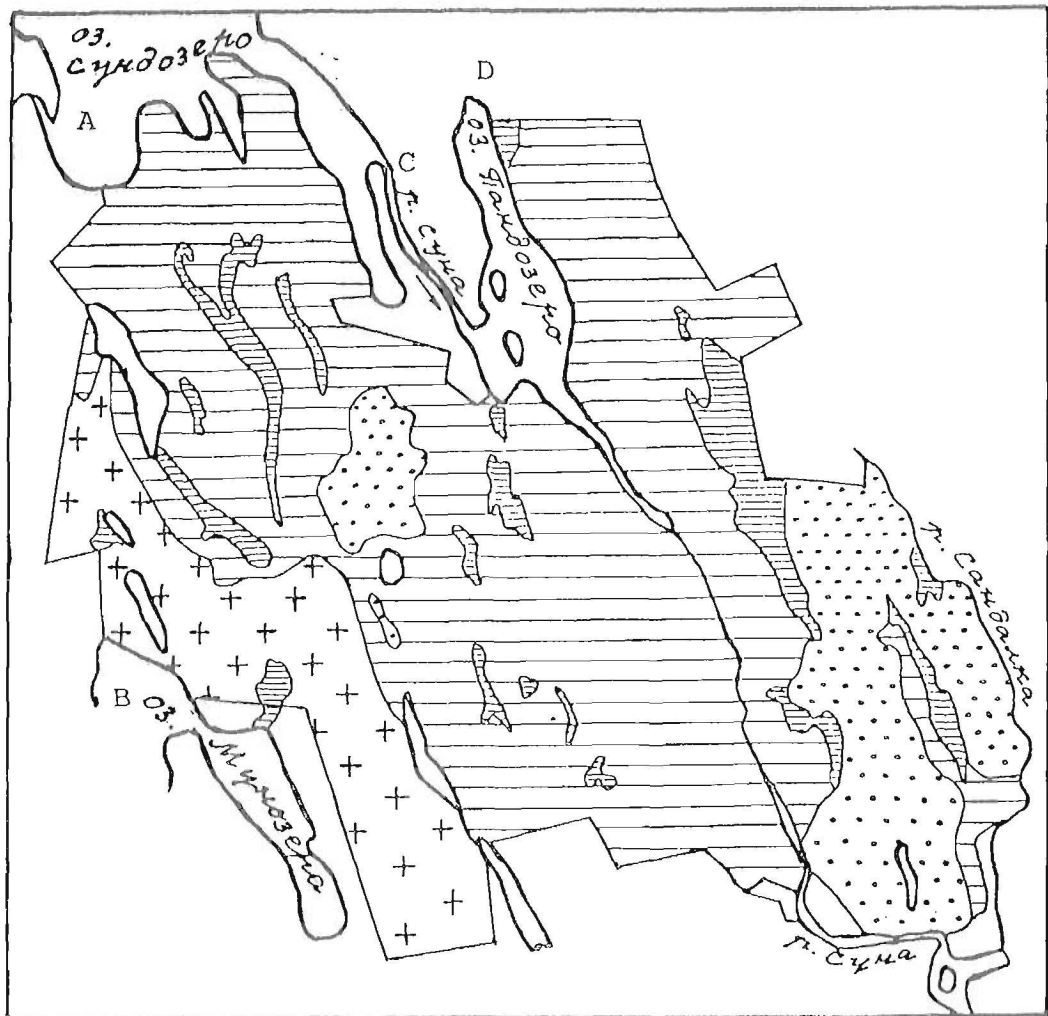 оз.
Сундозеро
A
D
C
р. Суна
оз. Пандозеро
B
оз.
Мунозеро
р. Сандалка
р. Суна